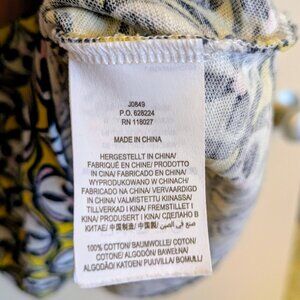 J0849
P.O. 628224
RN 118027
MADE IN CHINA
HERGESTELLT IN CHINA/
FABRIQUÉ EN CHINE/ PRODOTTO
IN CINA/ FABRICADO EN CHINA/
WYPRODUKOWANO W CHINACH/
FABRICADO NA CHINA/ VERVAARDIGD
IN CHINA/ VALMISTETTU KIINASSA/
TILLVERKAD I KINA/ FREMSTILLET I
KINA/ PRODUSERT I KINA/ СДЕЛАНО В
КИТАЕ/ 中国制造/ 中國製造/ صنع في الصين
100% COTTON/ BAUMWOLLE/ COTON/
COTONE/ ALGODÓN/ BAWEŁNA/
ALGODÃO/ KATOEN/ PUUVILLA/ BOMULL/